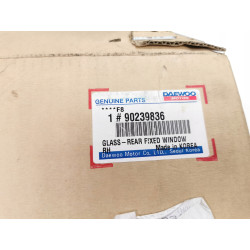 GENUINE PARTS DAEWOO
****F8
1 # 90239836
GLASS-REAR FIXED WINDOW
RH Made in KOREA
Daewoo Motor Co, Ltd., Seoul Korea